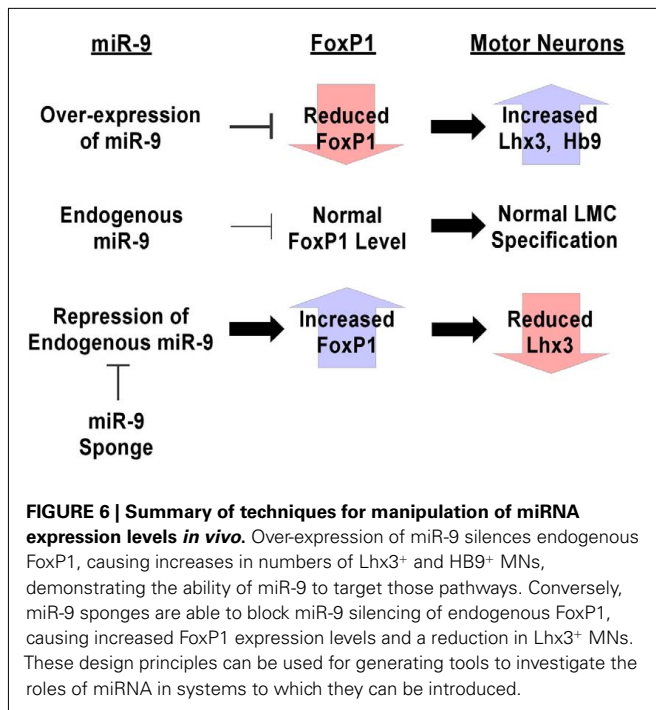 miR-9 FoxP1 Motor Neurons
Over-expression of miR-9
Reduced FoxP1
Increased Lhx3, Hb9
Endogenous miR-9
Normal FoxP1 Level
Normal LMC Specification
Repression of Endogenous miR-9
Increased FoxP1
Reduced Lhx3
miR-9 Sponge
FIGURE 6 | Summary of techniques for manipulation of miRNA
expression levels in vivo. Over-expression of miR-9 silences endogenous
FoxP1, causing increases in numbers of Lhx3⁺ and HB9⁺ MNs,
demonstrating the ability of miR-9 to target those pathways. Conversely,
miR-9 sponges are able to block miR-9 silencing of endogenous FoxP1,
causing increased FoxP1 expression levels and a reduction in Lhx3⁺ MNs.
These design principles can be used for generating tools to investigate the
roles of miRNA in systems to which they can be introduced.